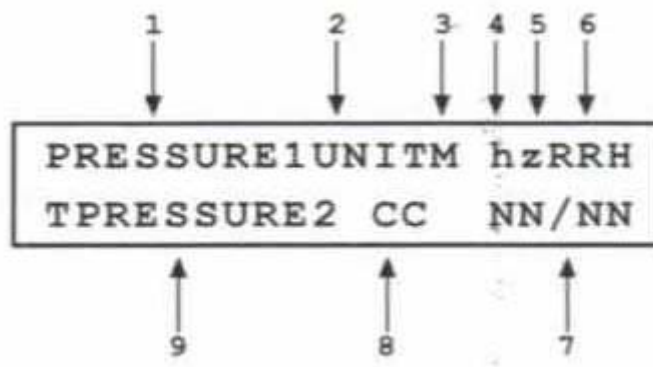 1 2 3 4 5 6
PRESSURE1UNITM hzRRH
TPRESSURE2 CC NN/NN
9 8 7